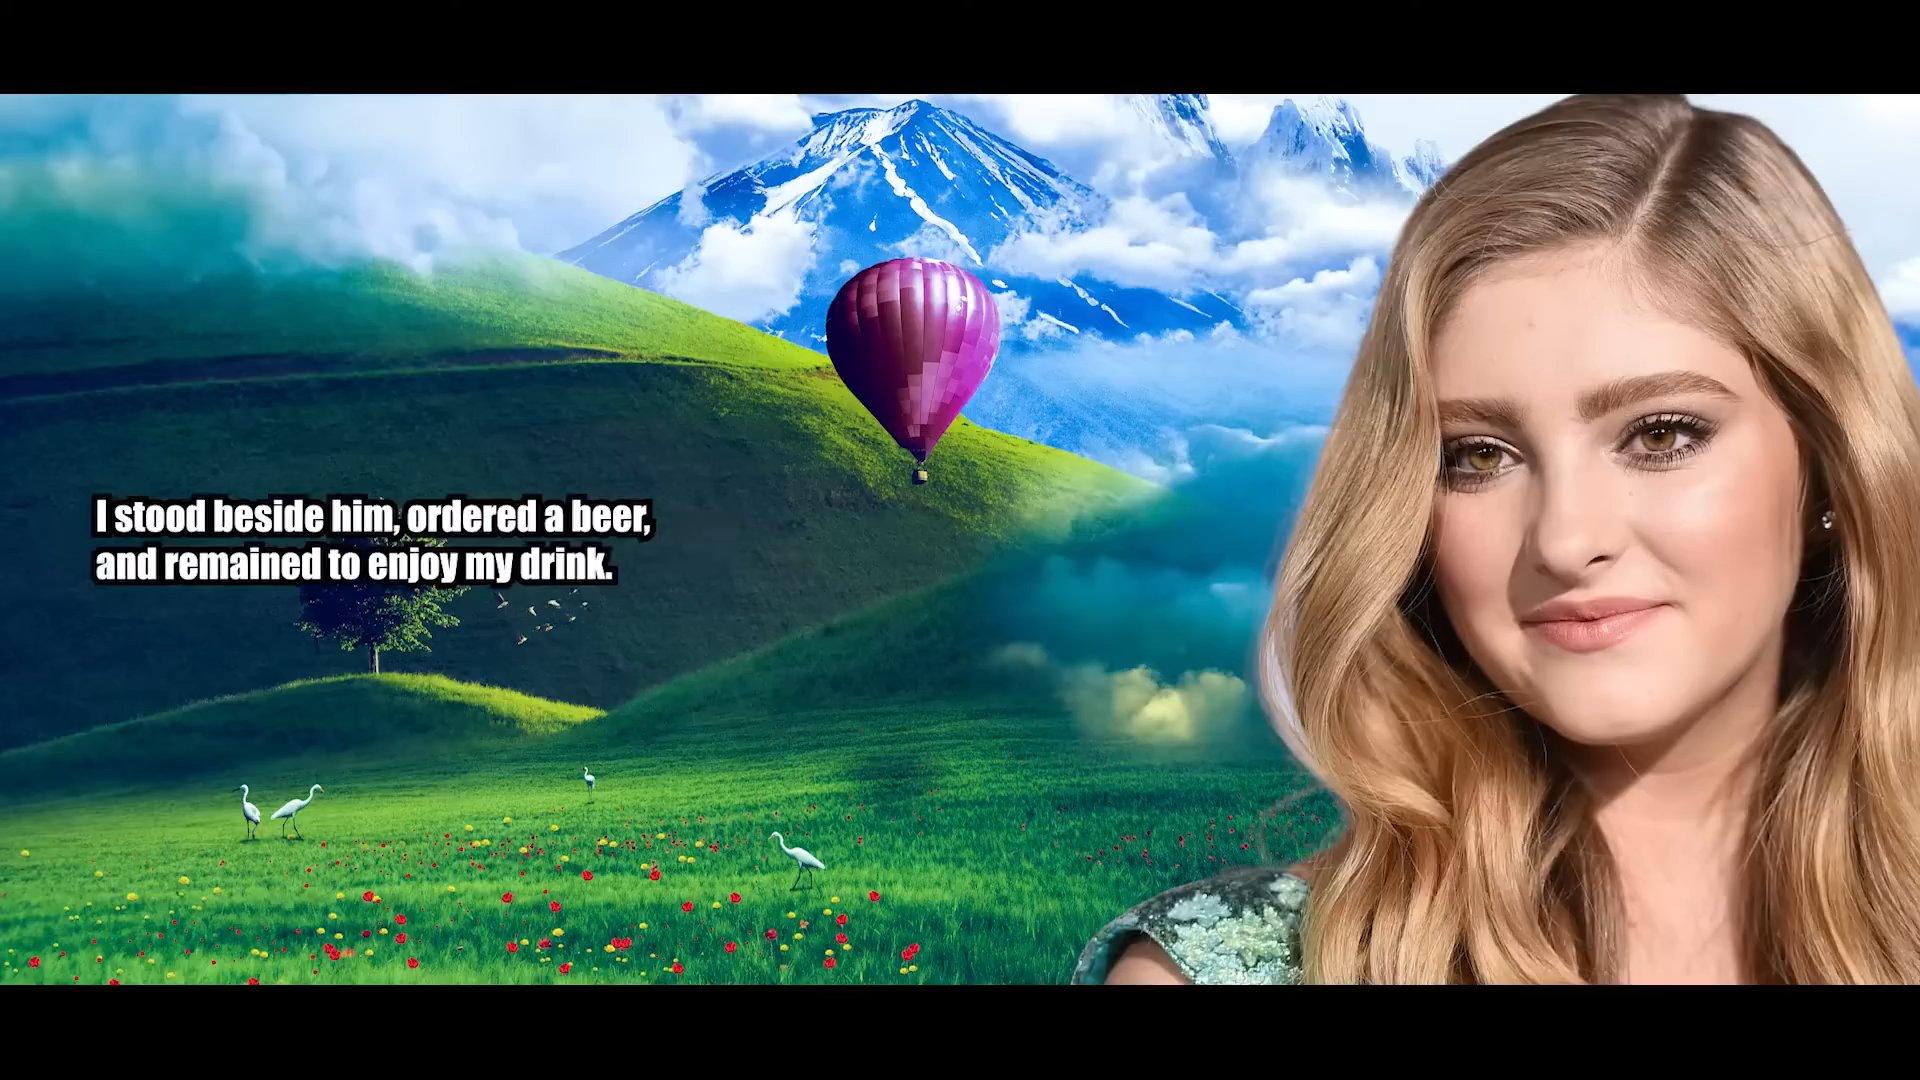 I stood beside him, ordered a beer,
and remained to enjoy my drink.